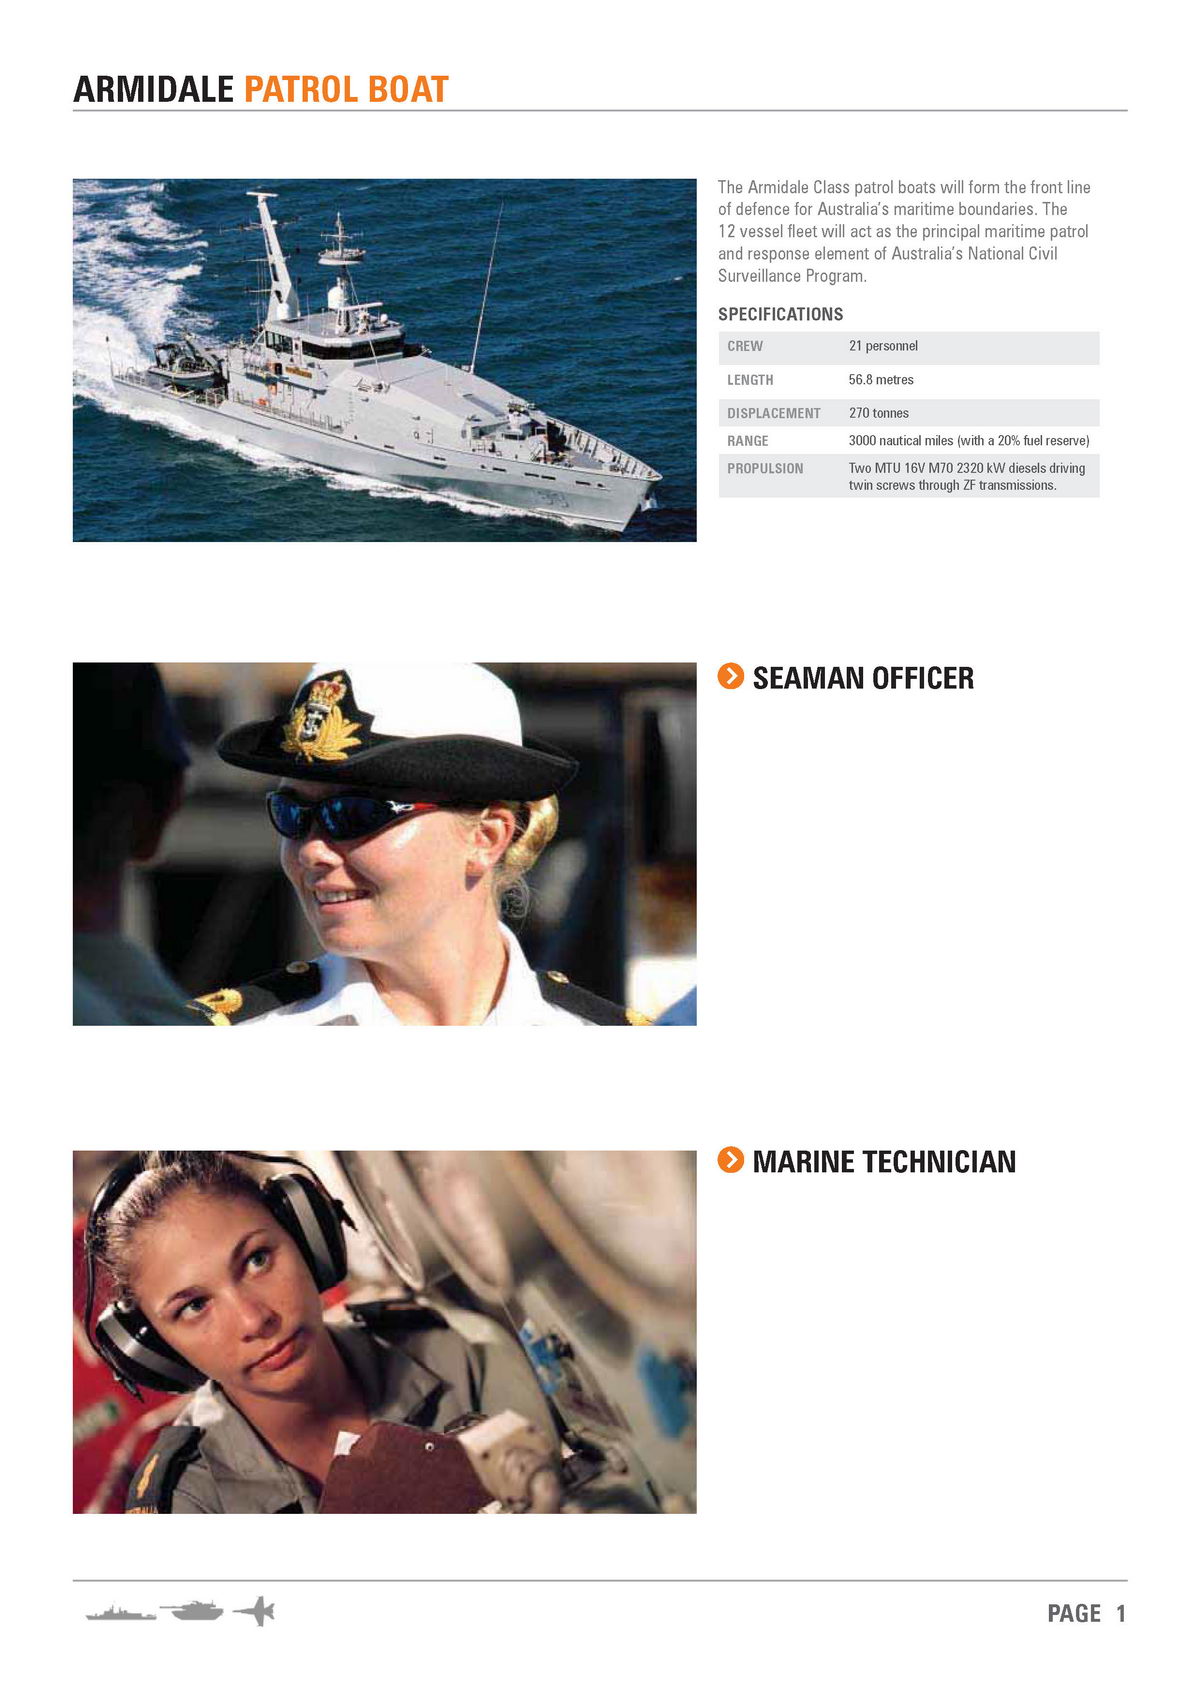 ARMIDALE PATROL BOAT
The Armidale Class patrol boats will form the front line
of defence for Australia's maritime boundaries. The
12 vessel fleet will act as the principal maritime patrol
and response element of Australia's National Civil
Surveillance Program.
SPECIFICATIONS
CREW 21 personnel
LENGTH 56.8 metres
DISPLACEMENT 270 tonnes
RANGE 3000 nautical miles (with a 20% fuel reserve)
PROPULSION Two MTU 16V M70 2320 kW diesels driving
twin screws through ZF transmissions.
SEAMAN OFFICER
MARINE TECHNICIAN
PAGE 1